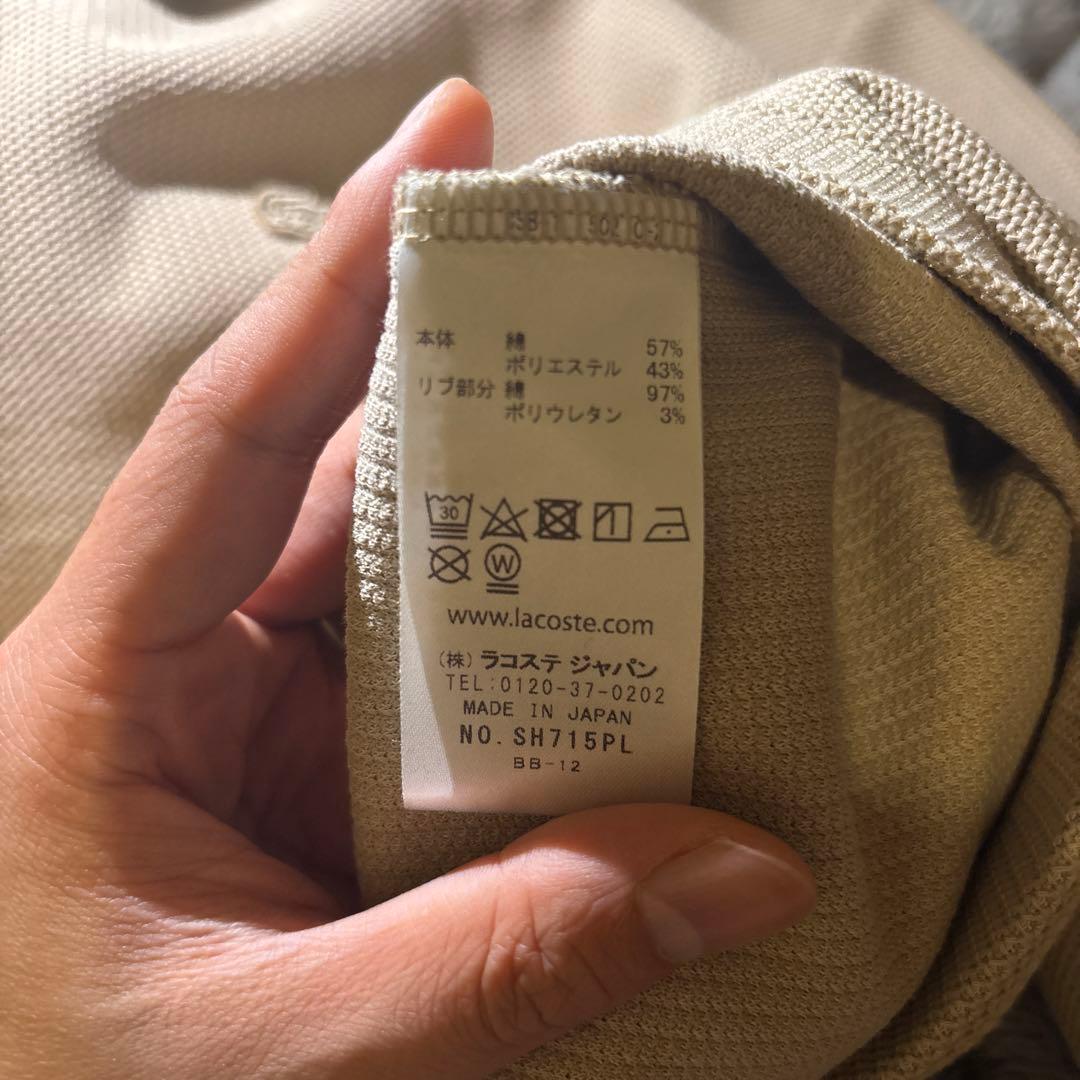 本体 綿 57%
ポリエステル 43%
リブ部分 綿 97%
ポリウレタン 3%
30
W
www.lacoste.com
(株) ラコステ ジャパン
TEL:0120-37-0202
MADE IN JAPAN
NO. SH715PL
BB-12